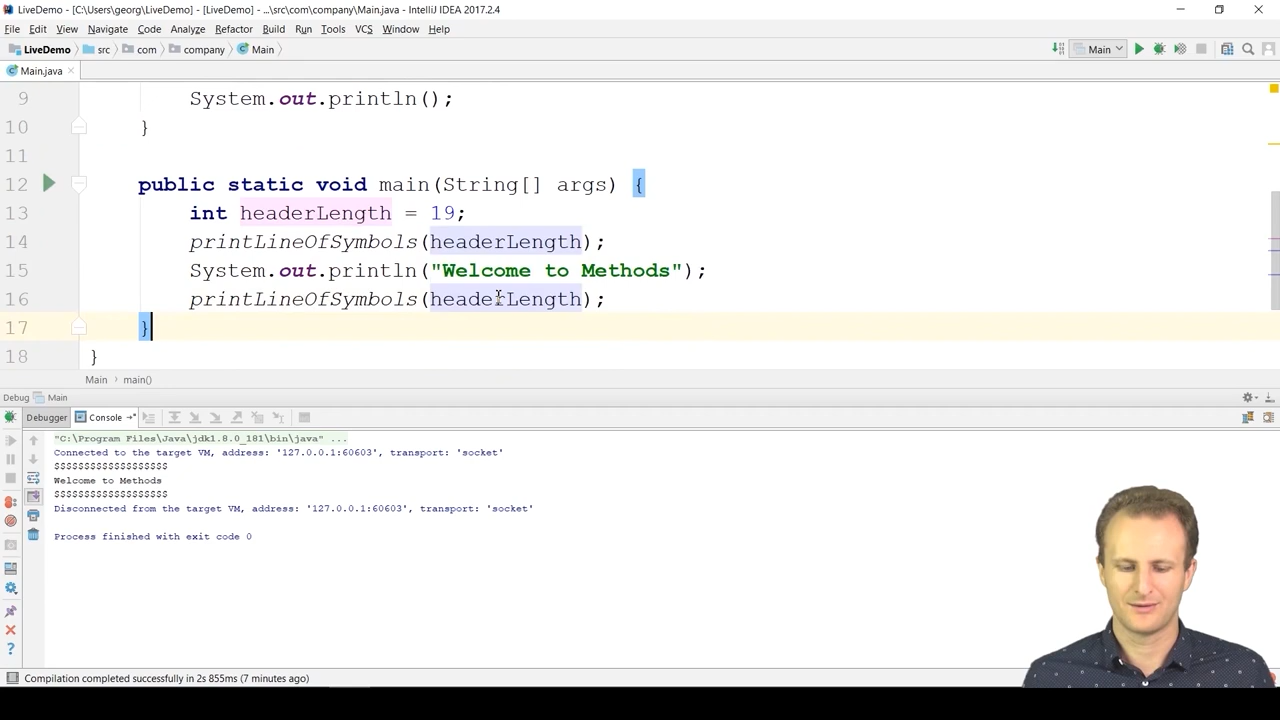 LiveDemo - [C:\Users\georg\LiveDemo] - [LiveDemo] - ...\src\com\company\Main.java - IntelliJ IDEA 2017.2.4
File Edit View Navigate Code Analyze Refactor Build Run Tools VCS Window Help
LiveDemo src com company Main Main
Main.java
9 System.out.println();
10 }
11
12 public static void main(String[] args) {
13 int headerLength = 19;
14 printLineOfSymbols(headerLength);
15 System.out.println("Welcome to Methods");
16 printLineOfSymbols(headerLength);
17 }
18 }
Main main()
Debug Main
Debugger Console
"C:\Program Files\Java\jdk1.8.0_181\bin\java" ...
Connected to the target VM, address: '127.0.0.1:60603', transport: 'socket'
$$$$$$$$$$$$$$$$$$$
Welcome to Methods
$$$$$$$$$$$$$$$$$$$
Disconnected from the target VM, address: '127.0.0.1:60603', transport: 'socket'
Process finished with exit code 0
Compilation completed successfully in 2s 855ms (7 minutes ago)